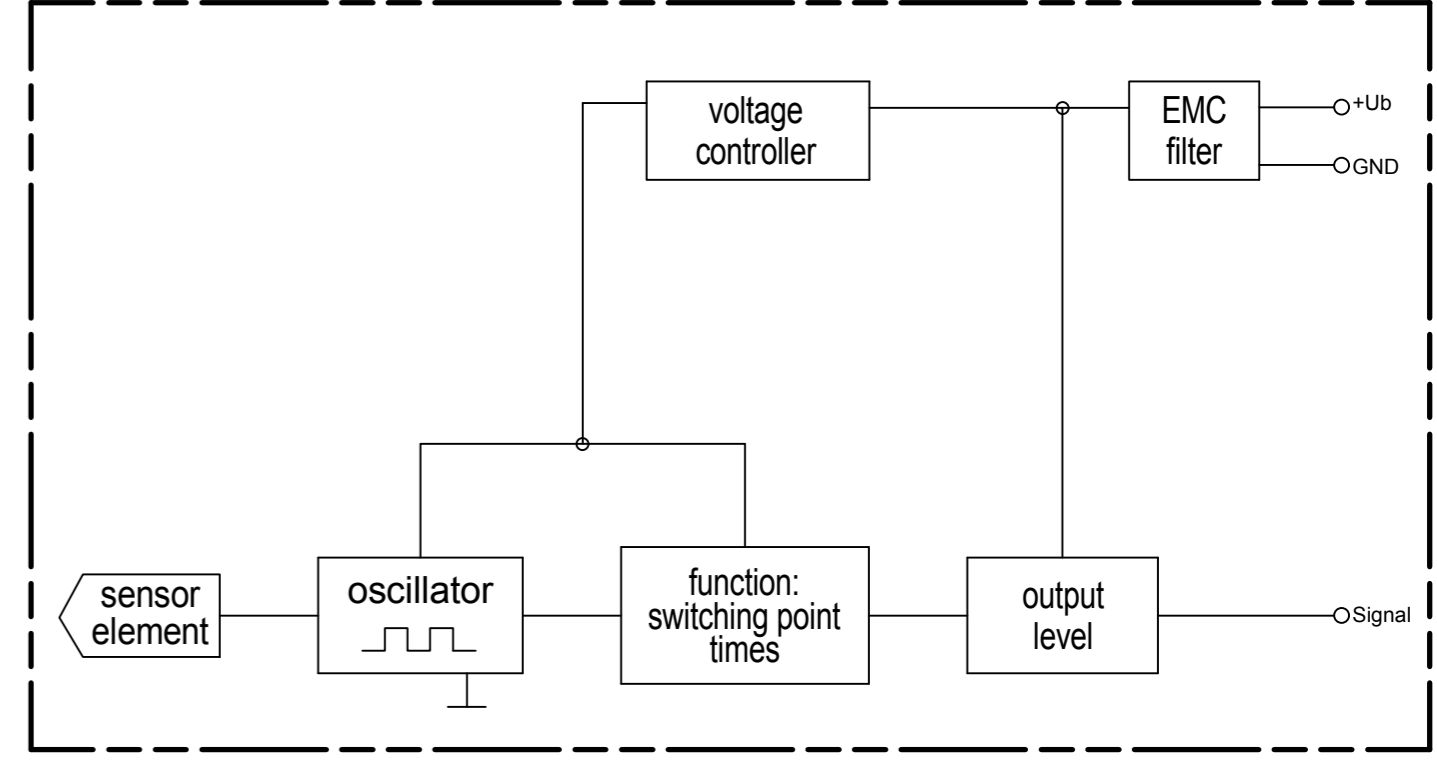 voltage
controller
EMC
filter
+Ub
GND
sensor
element
oscillator
function:
switching point
times
output
level
Signal